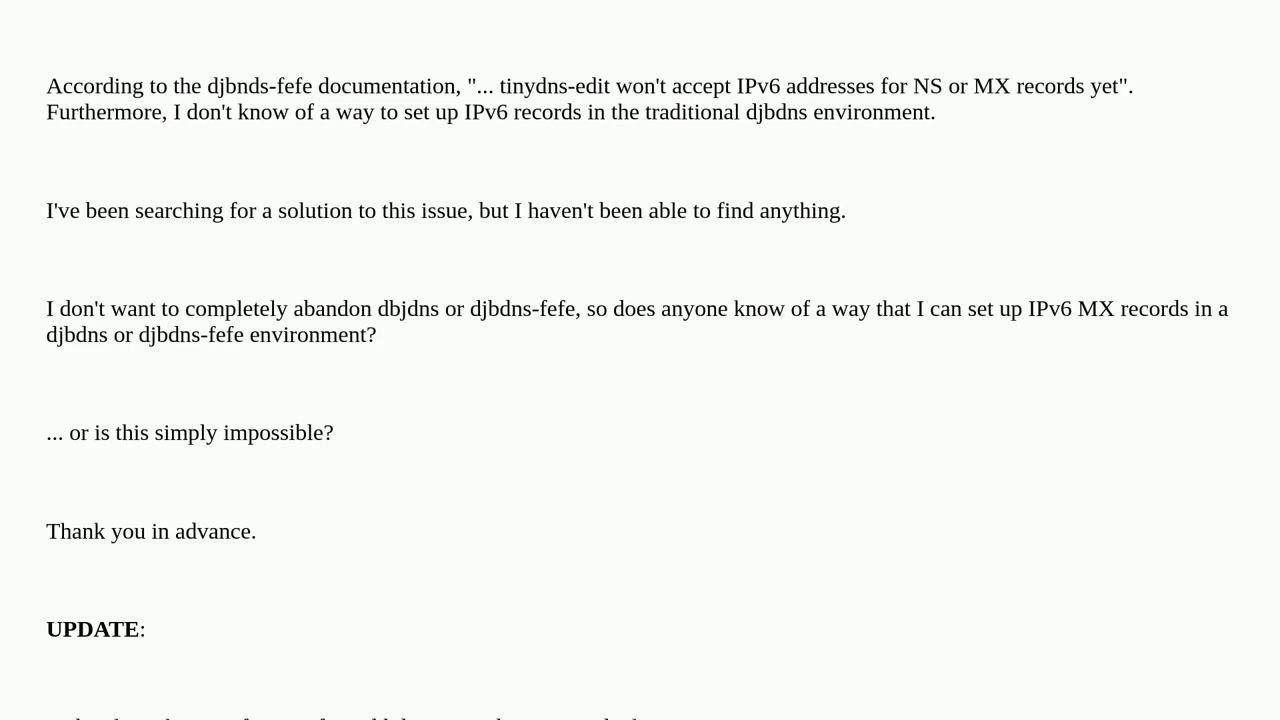 According to the djbnds-fefe documentation, "... tinydns-edit won't accept IPv6 addresses for NS or MX records yet".
Furthermore, I don't know of a way to set up IPv6 records in the traditional djbdns environment.
I've been searching for a solution to this issue, but I haven't been able to find anything.
I don't want to completely abandon dbjdns or djbdns-fefe, so does anyone know of a way that I can set up IPv6 MX records in a
djbdns or djbdns-fefe environment?
... or is this simply impossible?
Thank you in advance.
UPDATE: